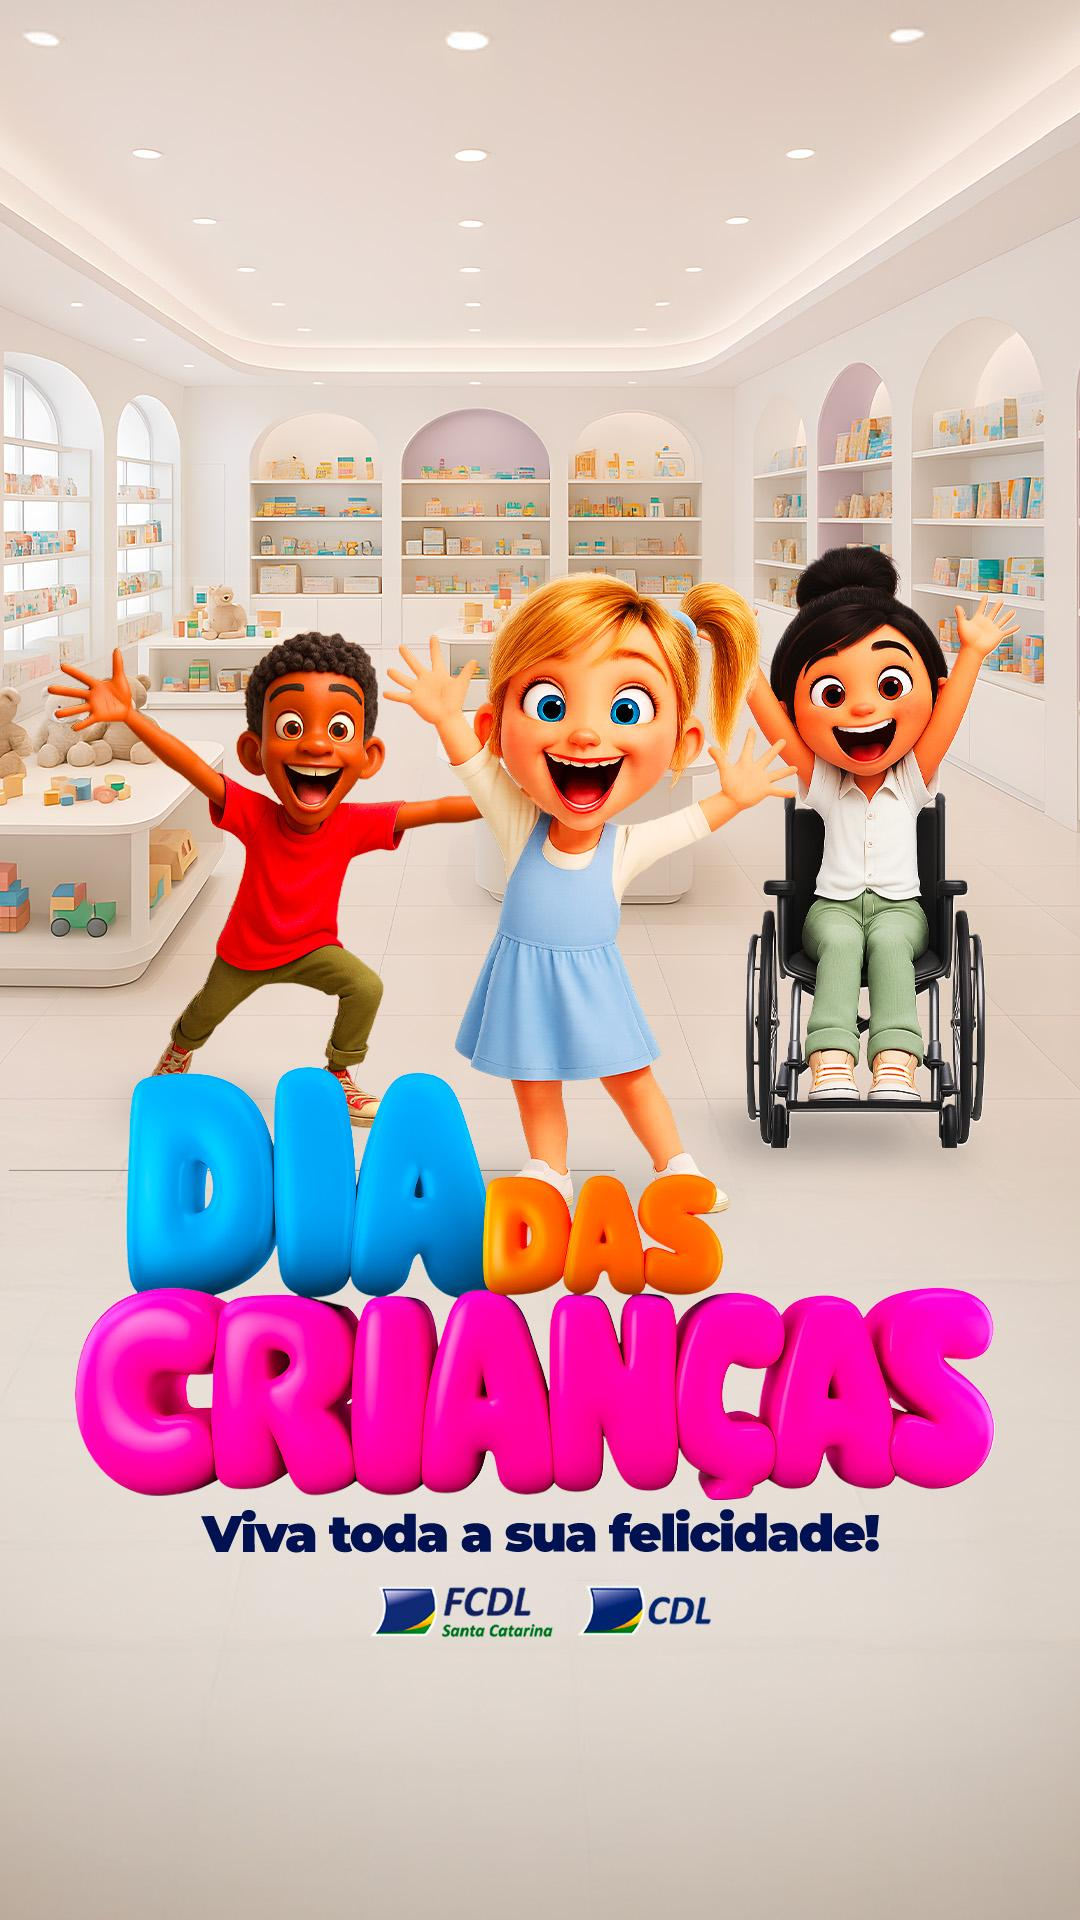 DIA DAS
CRIANÇAS
Viva toda a sua felicidade!
FCDL
Santa Catarina
CDL